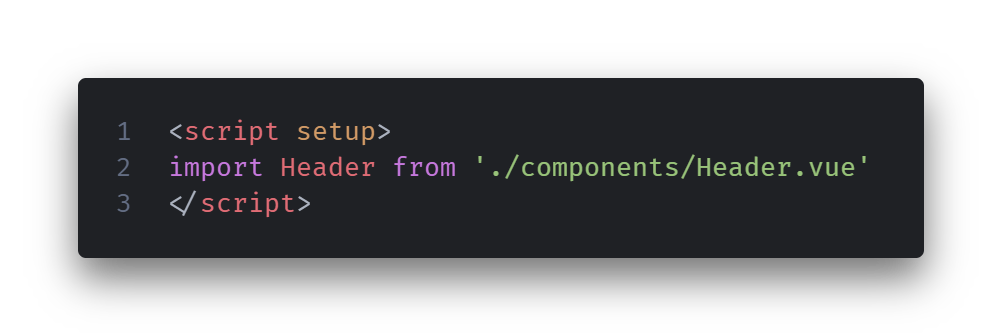 1 <script setup>
2 import Header from './components/Header.vue'
3 </script>